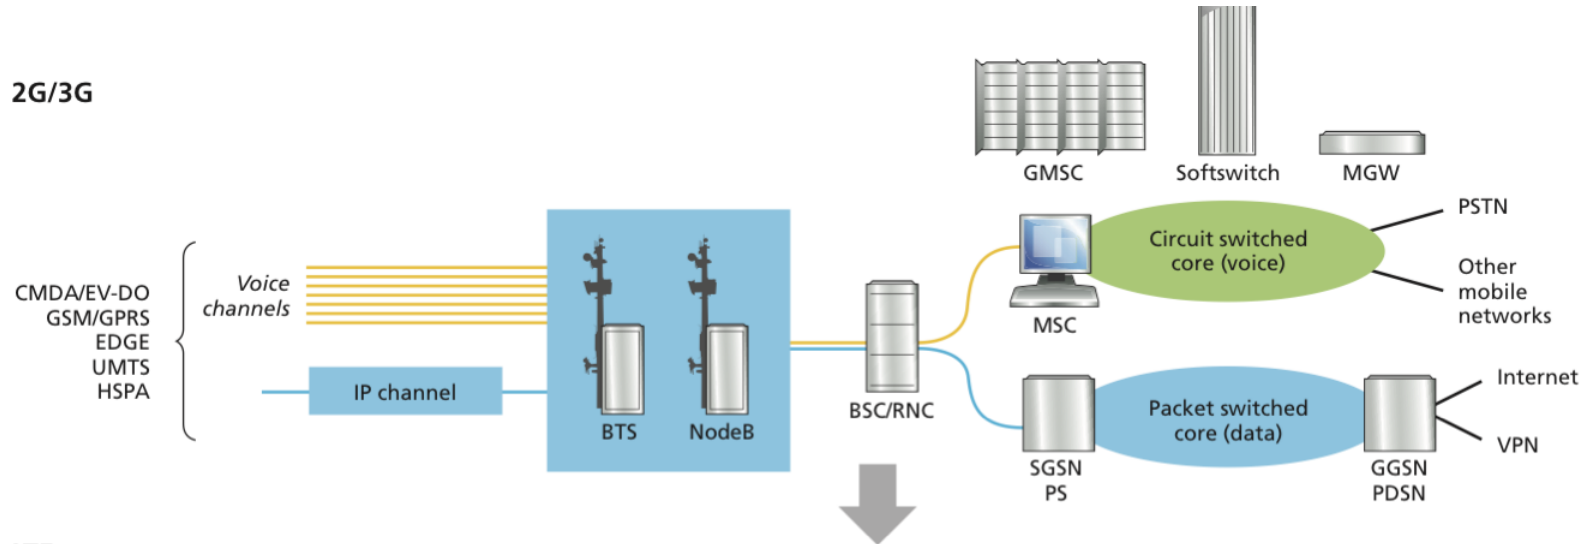 2G/3G
GMSC
Softswitch
MGW
PSTN
Circuit switched
core (voice)
Other
mobile
networks
MSC
Voice
channels
CMDA/EV-DO
GSM/GPRS
EDGE
UMTS
HSPA
IP channel
BTS
NodeB
BSC/RNC
Internet
Packet switched
core (data)
VPN
SGSN
PS
GGSN
PDSN